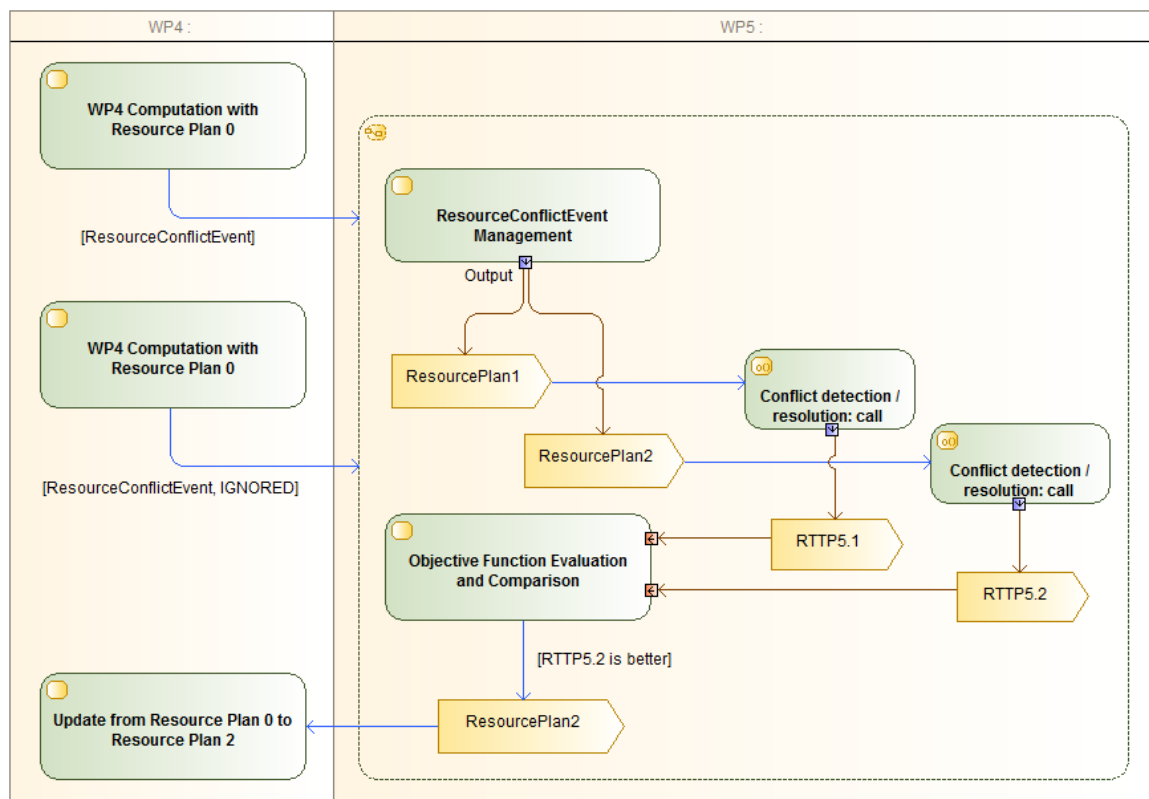 WP4 :
WP5 :
WP4 Computation with
Resource Plan 0
[ResourceConflictEvent]
ResourceConflictEvent
Management
Output
WP4 Computation with
Resource Plan 0
[ResourceConflictEvent, IGNORED]
ResourcePlan1
Conflict detection /
resolution: call
ResourcePlan2
Conflict detection /
resolution: call
RTTP5.1
Objective Function Evaluation
and Comparison
RTTP5.2
[RTTP5.2 is better]
ResourcePlan2
Update from Resource Plan 0 to
Resource Plan 2